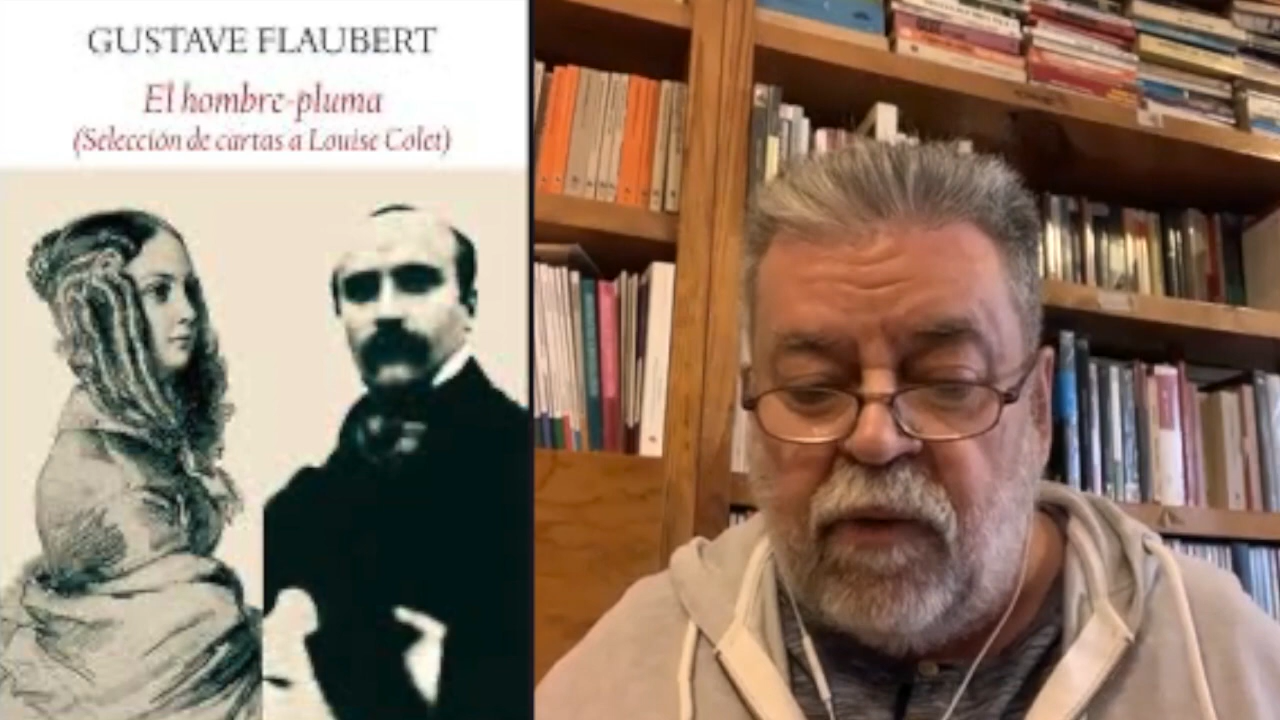 GUSTAVE FLAUBERT
El hombre-pluma
(Selección de cartas a Louise Colet)